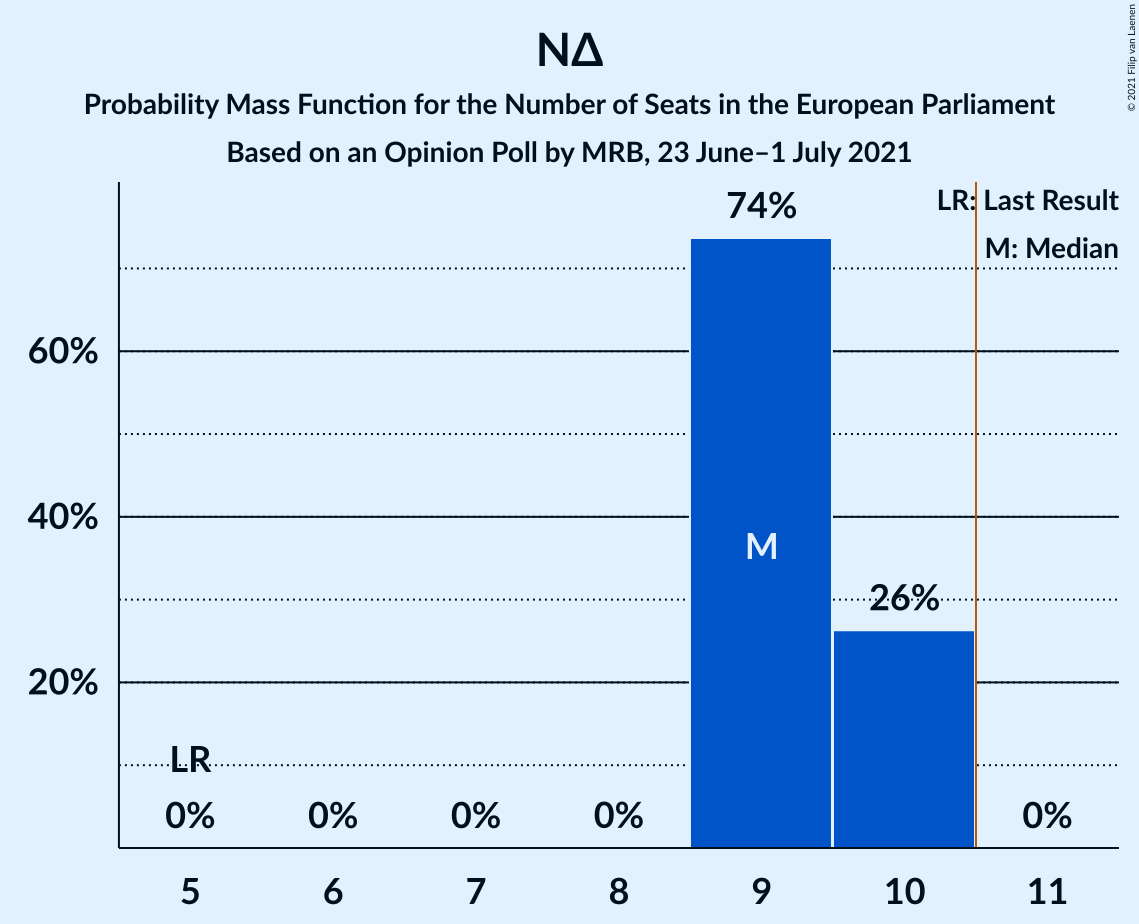 ΝΔ
Probability Mass Function for the Number of Seats in the European Parliament
Based on an Opinion Poll by MRB, 23 June–1 July 2021
© 2021 Filip van Laenen
LR: Last Result
M: Median
74%
60%
40%
M
26%
20%
LR
0% 0% 0% 0% 0%
5 6 7 8 9 10 11